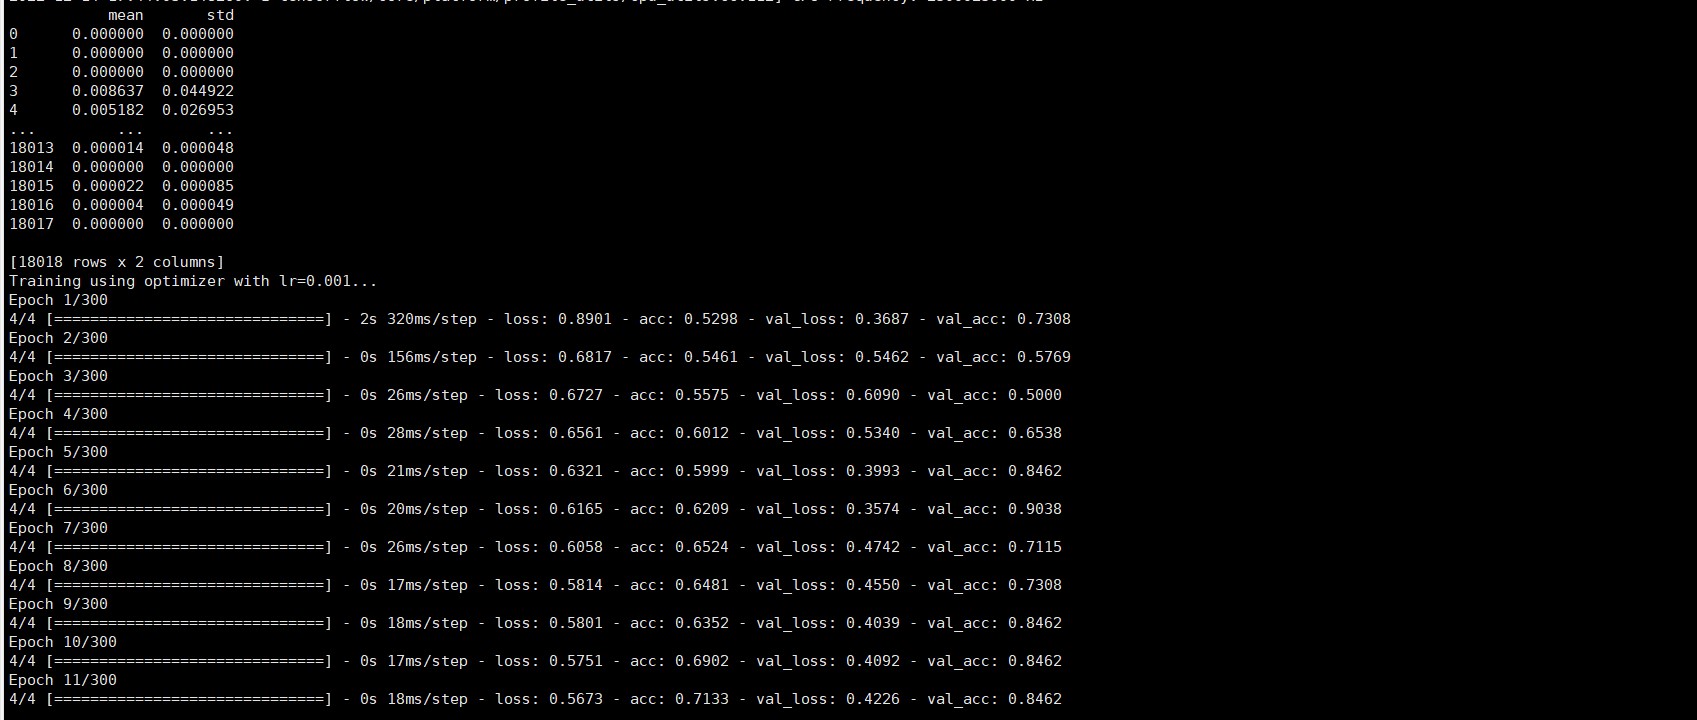 mean std
0 0.000000 0.000000
1 0.000000 0.000000
2 0.000000 0.000000
3 0.008637 0.044922
4 0.005182 0.026953
... ... ...
18013 0.000014 0.000048
18014 0.000000 0.000000
18015 0.000022 0.000085
18016 0.000004 0.000049
18017 0.000000 0.000000
[18018 rows x 2 columns]
Training using optimizer with lr=0.001...
Epoch 1/300
4/4 [==============================] - 2s 320ms/step - loss: 0.8901 - acc: 0.5298 - val_loss: 0.3687 - val_acc: 0.7308
Epoch 2/300
4/4 [==============================] - 0s 156ms/step - loss: 0.6817 - acc: 0.5461 - val_loss: 0.5462 - val_acc: 0.5769
Epoch 3/300
4/4 [==============================] - 0s 26ms/step - loss: 0.6727 - acc: 0.5575 - val_loss: 0.6090 - val_acc: 0.5000
Epoch 4/300
4/4 [==============================] - 0s 28ms/step - loss: 0.6561 - acc: 0.6012 - val_loss: 0.5340 - val_acc: 0.6538
Epoch 5/300
4/4 [==============================] - 0s 21ms/step - loss: 0.6321 - acc: 0.5999 - val_loss: 0.3993 - val_acc: 0.8462
Epoch 6/300
4/4 [==============================] - 0s 20ms/step - loss: 0.6165 - acc: 0.6209 - val_loss: 0.3574 - val_acc: 0.9038
Epoch 7/300
4/4 [==============================] - 0s 26ms/step - loss: 0.6058 - acc: 0.6524 - val_loss: 0.4742 - val_acc: 0.7115
Epoch 8/300
4/4 [==============================] - 0s 17ms/step - loss: 0.5814 - acc: 0.6481 - val_loss: 0.4550 - val_acc: 0.7308
Epoch 9/300
4/4 [==============================] - 0s 18ms/step - loss: 0.5801 - acc: 0.6352 - val_loss: 0.4039 - val_acc: 0.8462
Epoch 10/300
4/4 [==============================] - 0s 17ms/step - loss: 0.5751 - acc: 0.6902 - val_loss: 0.4092 - val_acc: 0.8462
Epoch 11/300
4/4 [==============================] - 0s 18ms/step - loss: 0.5673 - acc: 0.7133 - val_loss: 0.4226 - val_acc: 0.8462